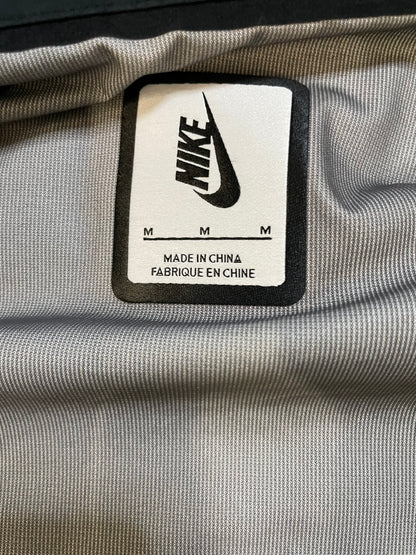 NIKE
M M M
MADE IN CHINA
FABRIQUE EN CHINE